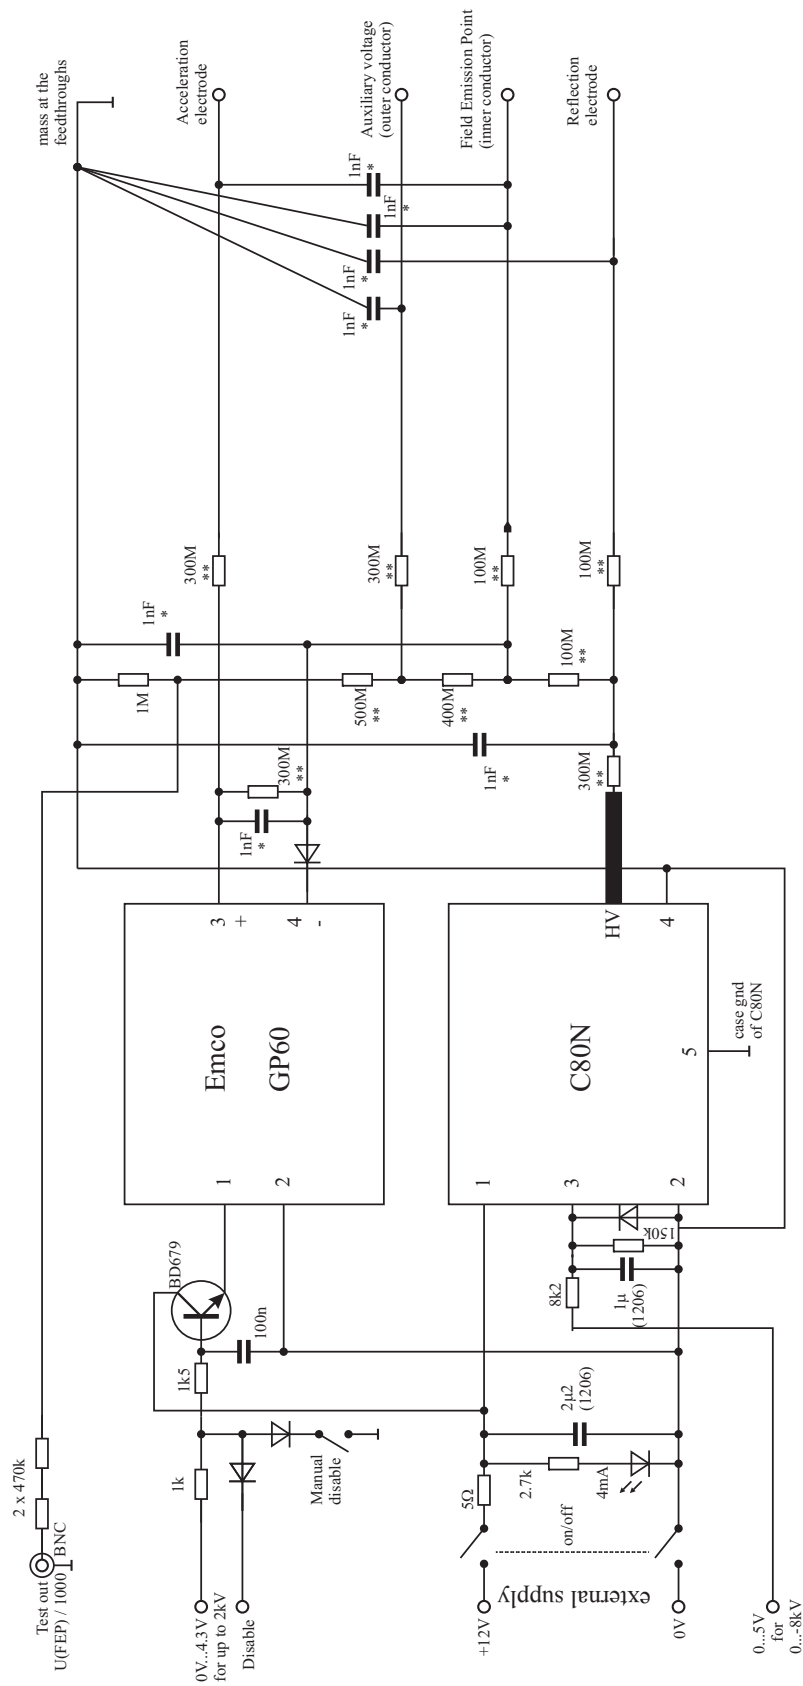 mass at the
feedthroughs
Acceleration
electrode
Auxiliary voltage
(outer conductor)
Field Emission Point
(inner conductor)
Reflection
electrode
1nF
*
1nF
*
1nF
*
1nF
*
300M
**
300M
**
100M
**
100M
**
1nF
*
1M
500M
**
400M
**
100M
**
1nF
*
300M
**
1nF
*
300M
**
3
+
4
-
Emco
GP60
1
2
HV
4
C80N
5
case gnd
of C80N
1
3
2
BD679
100n
1k5
1k
Manual
disable
2 x 470k
BNC
Test out
U(FEP) / 1000
0V...4.3V
for up to 2kV
Disable
150k
8k2
1µ
(1206)
2µ2
(1206)
2.7k
4mA
5Ω
on/off
external supply
+12V
0V
0...5V
for
0...-8kV